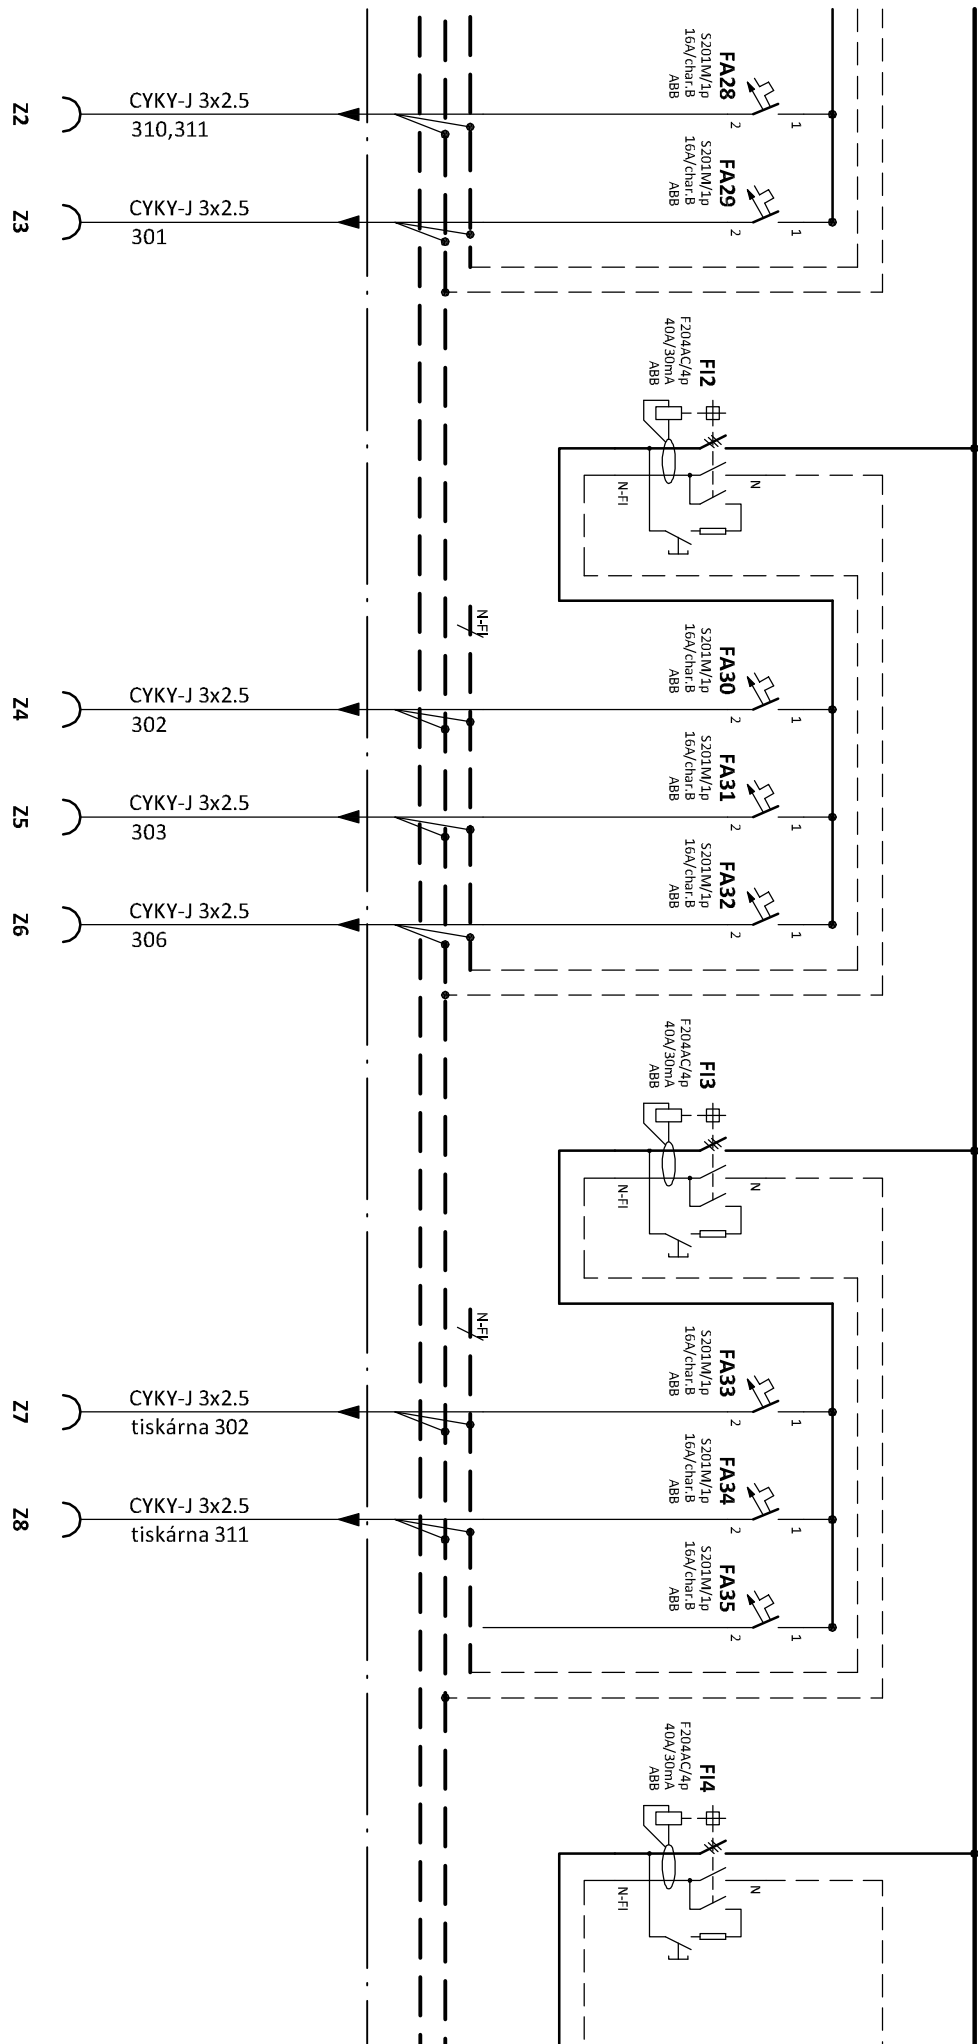 FA28
S201M/1p
16A/char.B
ABB
1
2
CYKY-J 3x2.5
310,311
Z2
FA29
S201M/1p
16A/char.B
ABB
1
2
CYKY-J 3x2.5
301
Z3
FI2
F204AC/4p
40A/30mA
ABB
N
N-FI
N-FI
FA30
S201M/1p
16A/char.B
ABB
1
2
CYKY-J 3x2.5
302
Z4
FA31
S201M/1p
16A/char.B
ABB
1
2
CYKY-J 3x2.5
303
Z5
FA32
S201M/1p
16A/char.B
ABB
1
2
CYKY-J 3x2.5
306
Z6
FI3
F204AC/4p
40A/30mA
ABB
N
N-FI
N-FI
FA33
S201M/1p
16A/char.B
ABB
1
2
CYKY-J 3x2.5
tiskárna 302
Z7
FA34
S201M/1p
16A/char.B
ABB
1
2
CYKY-J 3x2.5
tiskárna 311
Z8
FA35
S201M/1p
16A/char.B
ABB
1
2
FI4
F204AC/4p
40A/30mA
ABB
N
N-FI